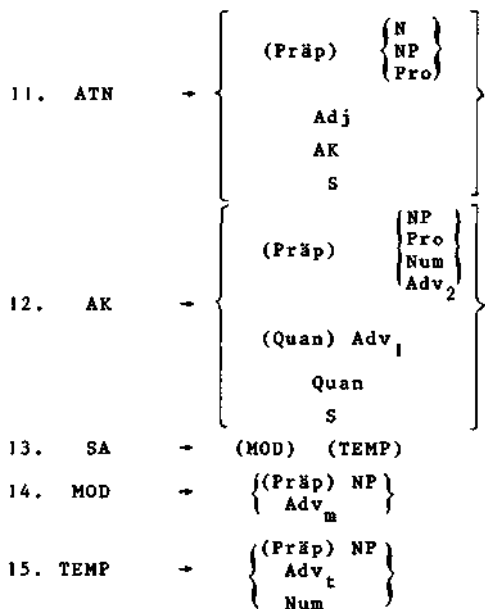 N
(Präp) NP
Pro
11. ATN →
Adj
AK
S
NP
(Präp) Pro
Num
Adv₂
12. AK →
(Quan) Adv₁
Quan
S
13. SA → (MOD) (TEMP)
14. MOD → (Präp) NP
Advₘ
(Präp) NP
15. TEMP → Advₜ
Num